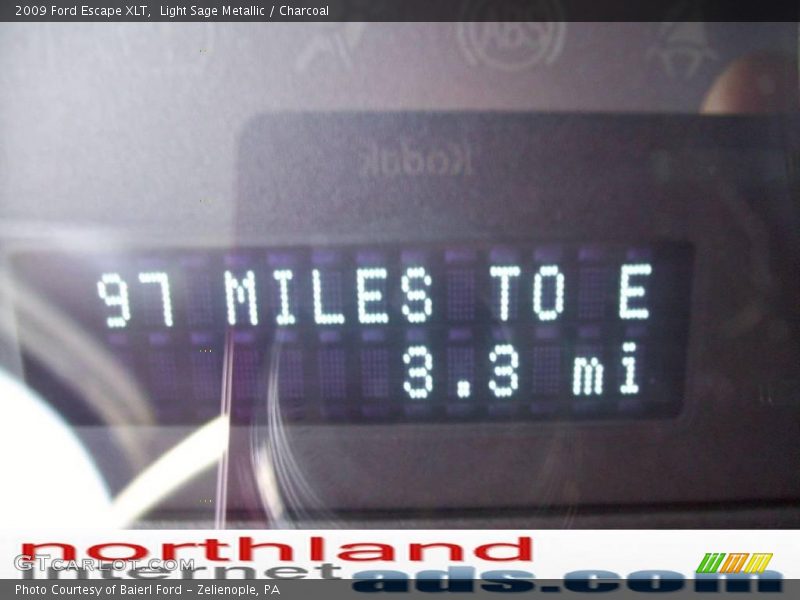 2009 Ford Escape XLT,  Light Sage Metallic / Charcoal
ABS
Kodak
97 MILES TO E
3.3 mi
northland
internet ads.com
GTcarlot.com
Photo Courtesy of Baierl Ford - Zelienople, PA